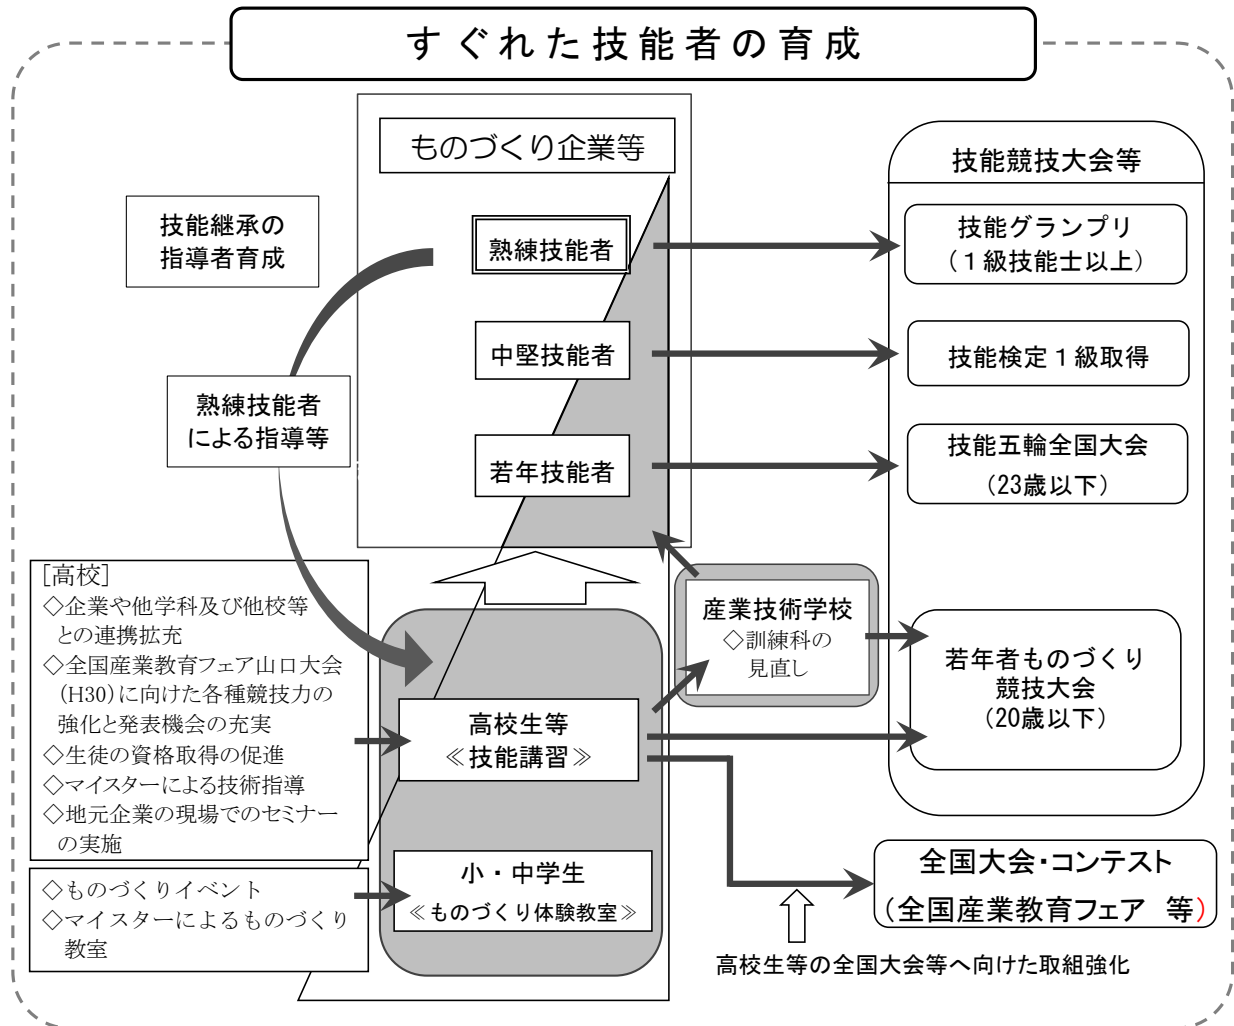 すぐれた技能者の育成
ものづくり企業等
技能継承の
指導者育成
熟練技能者
中堅技能者
若年技能者
熟練技能者
による指導等
技能競技大会等
技能グランプリ
(1級技能士以上)
技能検定1級取得
技能五輪全国大会
(23歳以下)
[高校]
◇企業や他学科及び他校等
との連携拡充
◇全国産業教育フェア山口大会
(H30)に向けた各種競技力の
強化と発表機会の充実
◇生徒の資格取得の促進
◇マイスターによる技術指導
◇地元企業の現場でのセミナー
の実施
産業技術学校
◇訓練科の
見直し
若年者ものづくり
競技大会
(20歳以下)
高校生等
≪技能講習≫
◇ものづくりイベント
◇マイスターによるものづくり
教室
小・中学生
≪ものづくり体験教室≫
全国大会・コンテスト
(全国産業教育フェア 等)
高校生等の全国大会等へ向けた取組強化